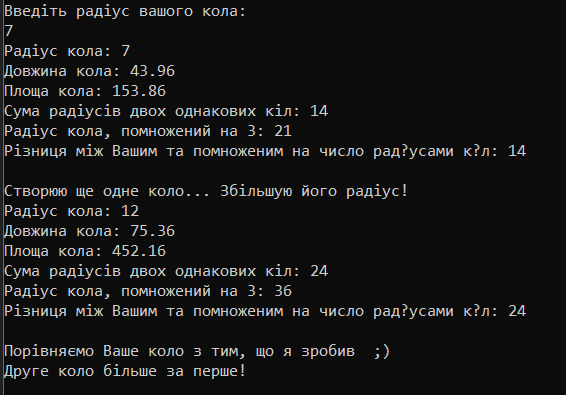 Введіть радіус вашого кола:
7
Радіус кола: 7
Довжина кола: 43.96
Площа кола: 153.86
Сума радіусів двох однакових кіл: 14
Радіус кола, помножений на 3: 21
Різниця між Вашим та помноженим на число рад?усами к?л: 14
Створюю ще одне коло... Збільшую його радіус!
Радіус кола: 12
Довжина кола: 75.36
Площа кола: 452.16
Сума радіусів двох однакових кіл: 24
Радіус кола, помножений на 3: 36
Різниця між Вашим та помноженим на число рад?усами к?л: 24
Порівняємо Ваше коло з тим, що я зробив  ;)
Друге коло більше за перше!